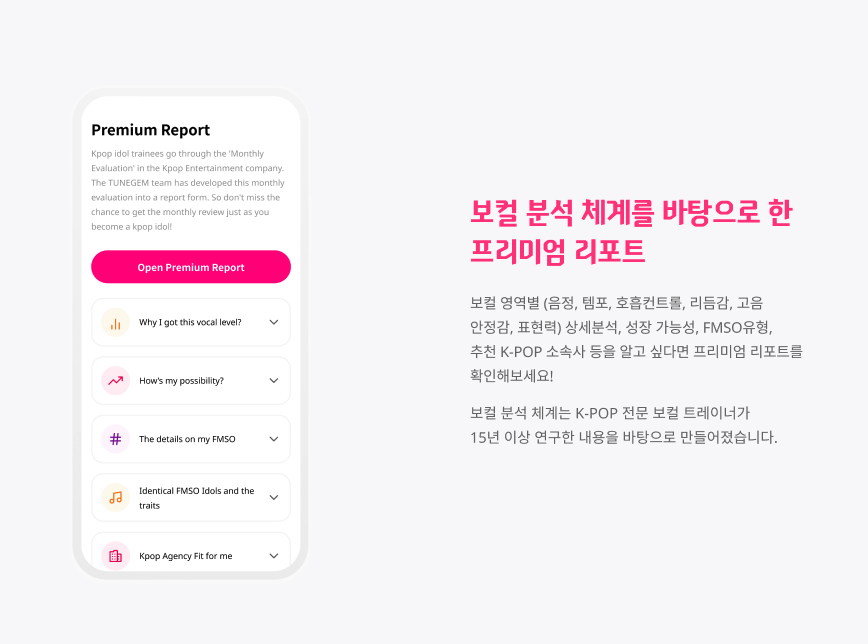 Premium Report
Kpop idol trainees go through the 'Monthly
Evaluation' in the Kpop Entertainment company.
The TUNEGEM team has developed this monthly
evaluation into a report form. So don't miss the
chance to get the monthly review just as you
become a kpop idol!
Open Premium Report
Why I got this vocal level?
How's my possibility?
The details on my FMSO
Identical FMSO Idols and the
traits
Kpop Agency Fit for me
보컬 분석 체계를 바탕으로 한
프리미엄 리포트
보컬 영역별 (음정, 템포, 호흡컨트롤, 리듬감, 고음
안정감, 표현력) 상세분석, 성장 가능성, FMSO유형,
추천 K-POP 소속사 등을 알고 싶다면 프리미엄 리포트를
확인해보세요!
보컬 분석 체계는 K-POP 전문 보컬 트레이너가
15년 이상 연구한 내용을 바탕으로 만들어졌습니다.